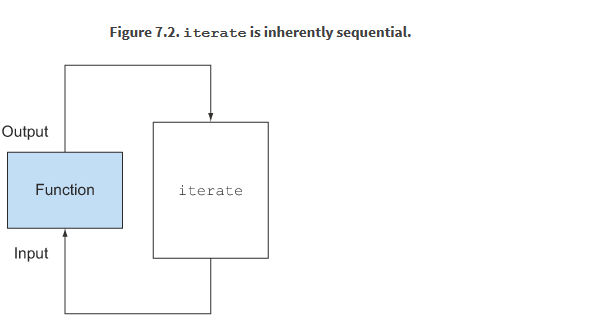 Figure 7.2. iterate is inherently sequential.
Output
Function
iterate
Input